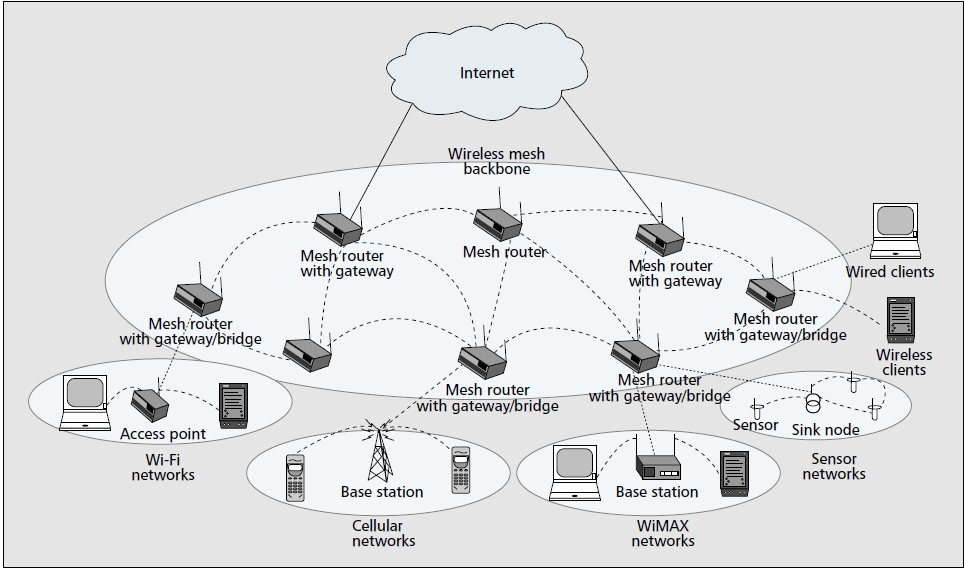 Internet
Wireless mesh
backbone
Mesh router
with gateway
Mesh router
Mesh router
with gateway
Wired clients
Mesh router
with gateway/bridge
Mesh router
with gateway/bridge
Wireless
clients
Mesh router
with gateway/bridge
Mesh router
with gateway/bridge
Access point
Wi-Fi
networks
Base station
Cellular
networks
Base station
WiMAX
networks
Sensor
Sink node
Sensor
networks